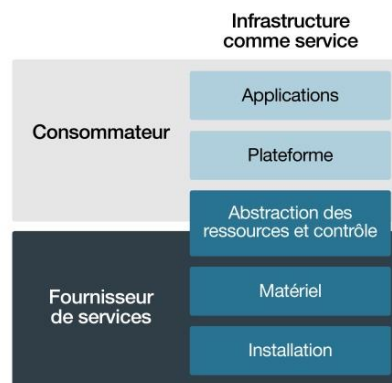 Infrastructure
comme service
Consommateur
Applications
Plateforme
Abstraction des
ressources et contrôle
Fournisseur
de services
Matériel
Installation